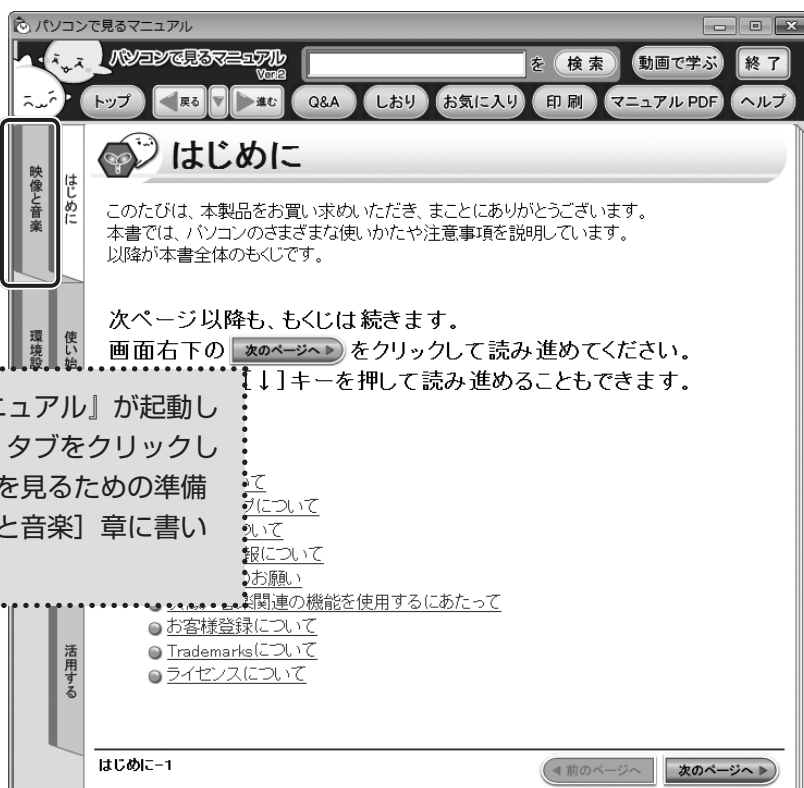 パソコンで見るマニュアル
パソコンで見るマニュアル
Ver.2
を 検索 動画で学ぶ 終了
トップ 戻る 進む Q&A しおり お気に入り 印刷 マニュアル PDF ヘルプ
映像と音楽
はじめに
環境設
使い始
活用する
はじめに
このたびは、本製品をお買い求めいただき、まことにありがとうございます。
本書では、パソコンのさまざまな使いかたや注意事項を説明しています。
以降が本書全体のもくじです。
次ページ以降も、もくじは続きます。
画面右下の 次のページへ をクリックして読み進めてください。
[↓]キーを押して読み進めることもできます。
ニュアル』が起動し
タブをクリックし
を見るための準備
と音楽］章に書い
いて
について
ついて
報について
のお願い
関連の機能を使用するにあたって
お客様登録について
Trademarksについて
ライセンスについて
はじめに-1
前のページへ 次のページへ